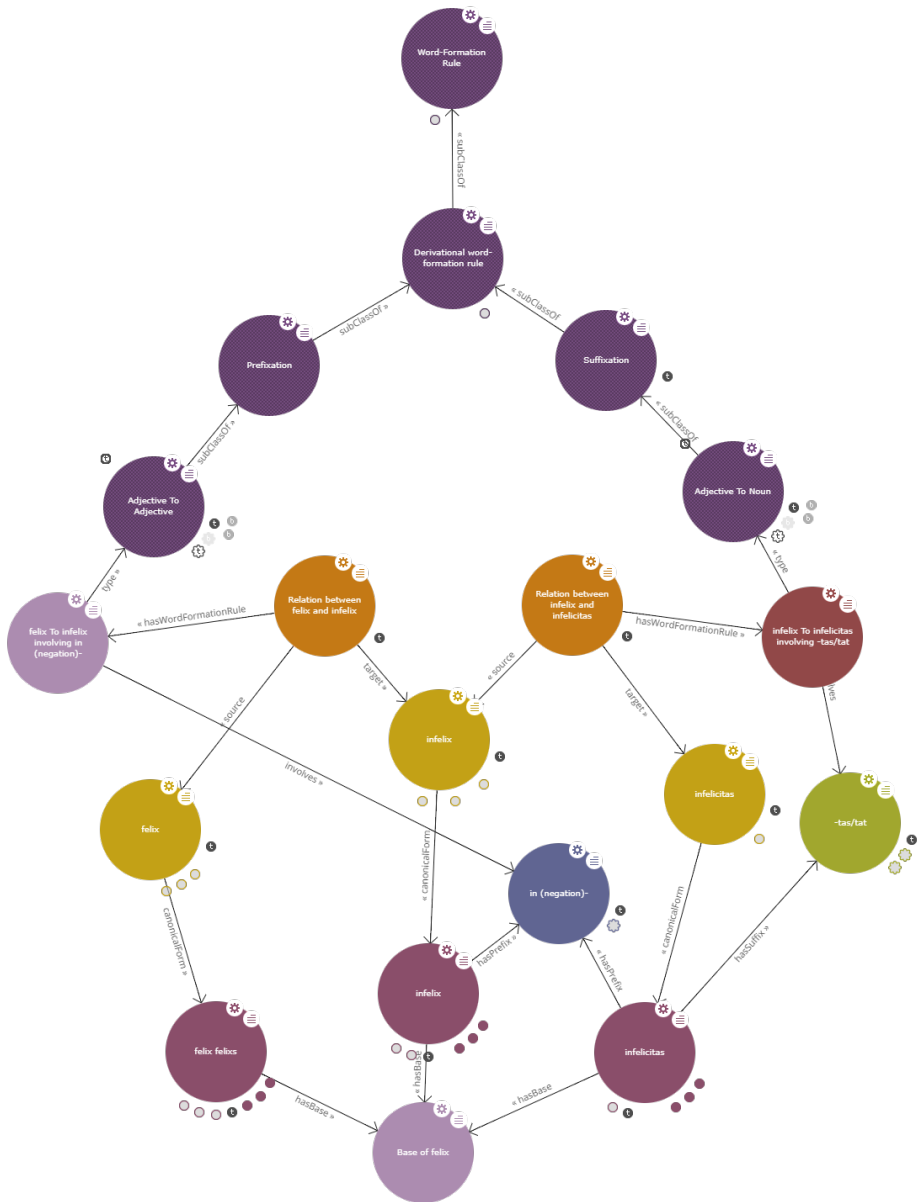 Word-Formation
Rule
« subClassOf
Derivational word-
formation rule
subClassOf »
« subClassOf
Prefixation
Suffixation
subClassOf »
« subClassOf
Adjective To
Adjective
Adjective To Noun
type »
« type
felix To infelix
involving in
(negation)-
« hasWordFormationRule
Relation between
felix and infelix
Relation between
infelix and
infelicitas
hasWordFormationRule »
infelix To infelicitas
involving -tas/tat
« source
target »
« source
target »
lves
infelix
involves »
infelicitas
felix
-tas/tat
canonicalForm »
« canonicalForm
in (negation)-
« canonicalForm
hasSuffix »
hasPrefix »
« hasPrefix
infelix
felix felixs
infelicitas
hasBase »
« hasBase
« hasBase
Base of felix